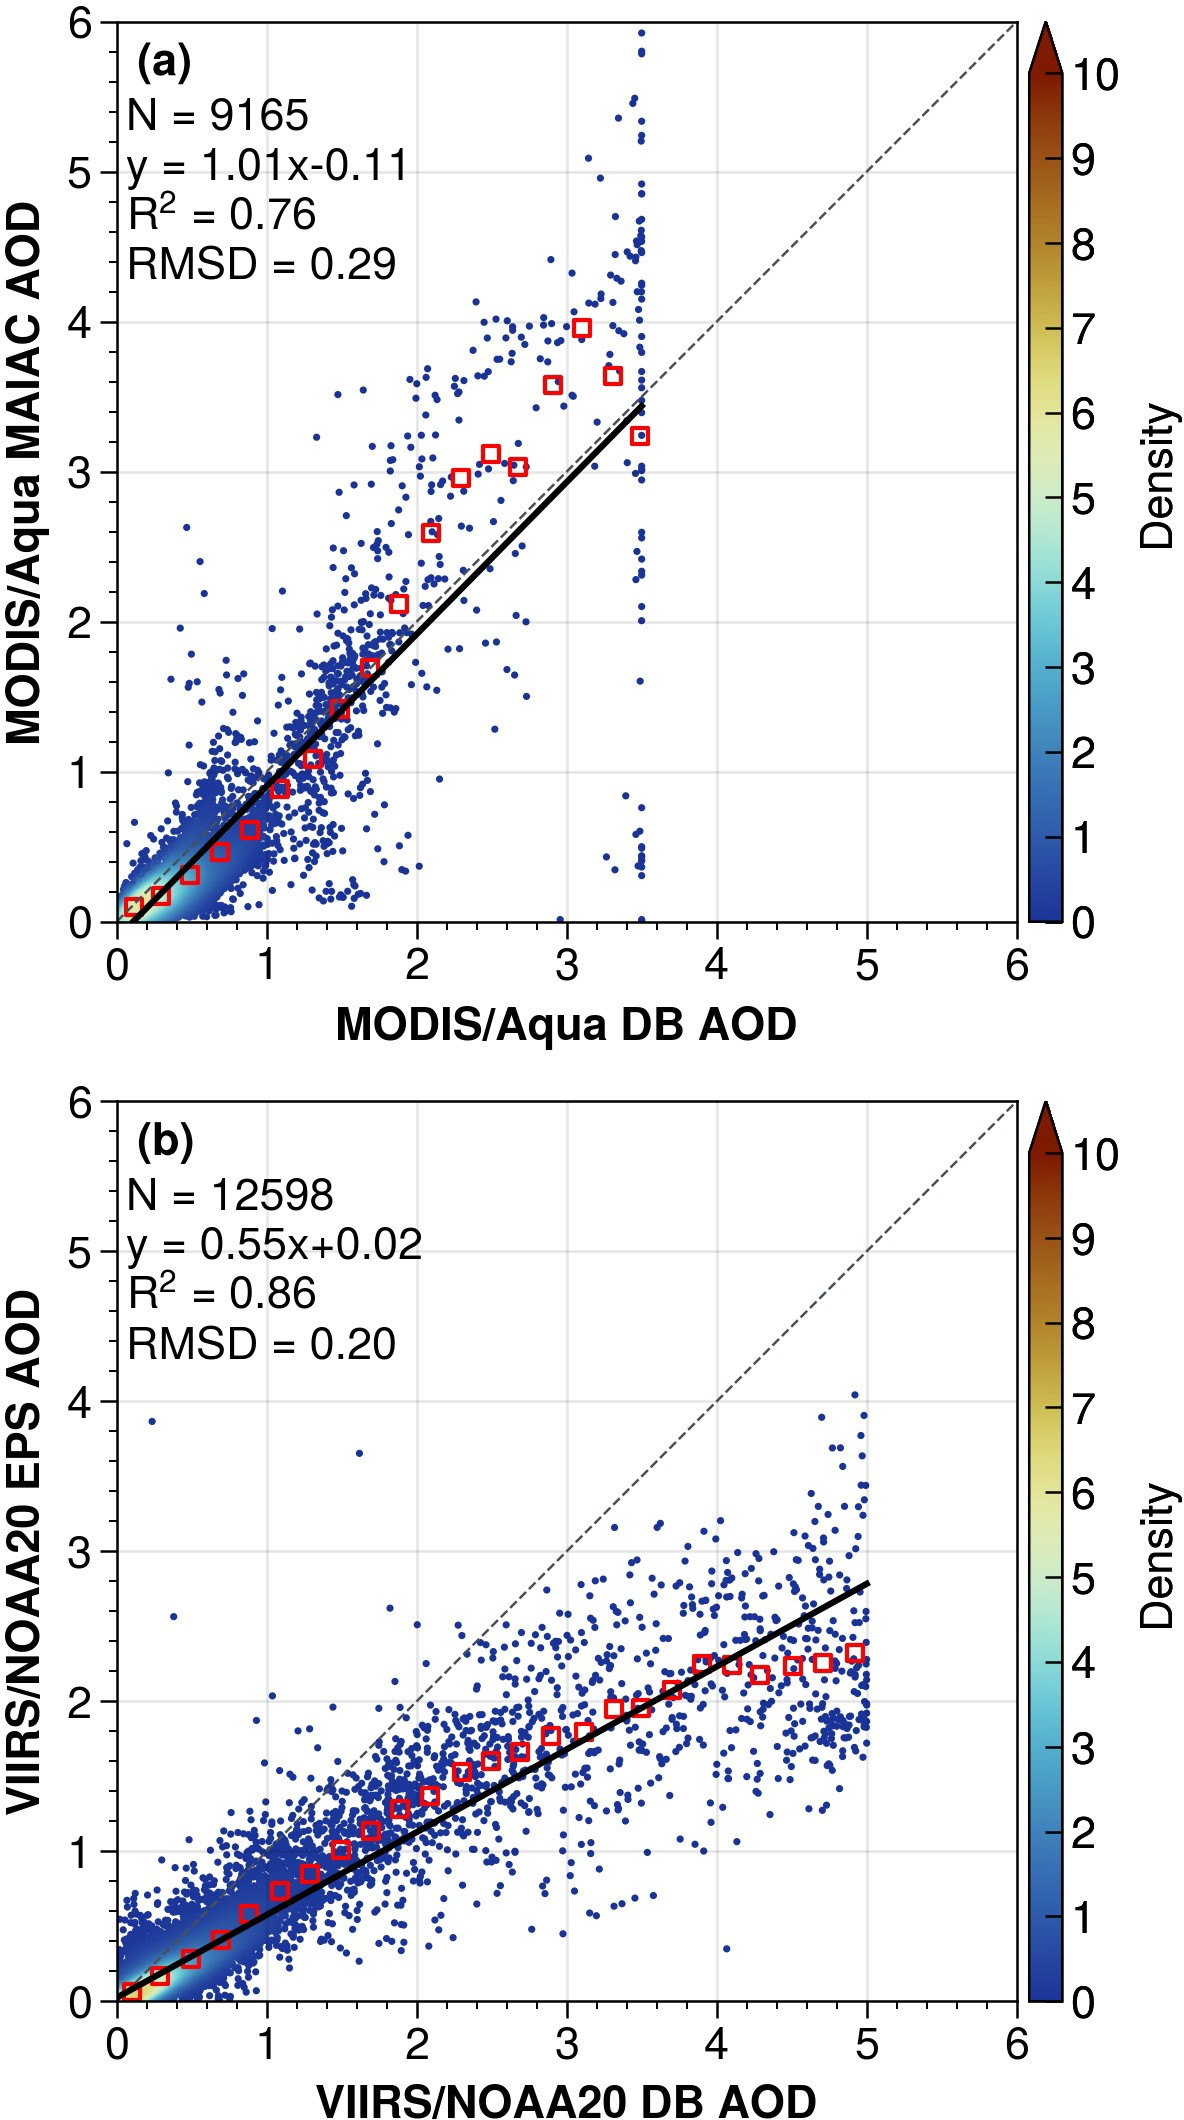 (a)
N = 9165
y = 1.01x-0.11
R² = 0.76
RMSD = 0.29
MODIS/Aqua MAIAC AOD
6
5
4
3
2
1
0
0 1 2 3 4 5 6
MODIS/Aqua DB AOD
10
9
8
7
6
5
4
3
2
1
0
Density
(b)
N = 12598
y = 0.55x+0.02
R² = 0.86
RMSD = 0.20
VIIRS/NOAA20 EPS AOD
6
5
4
3
2
1
0
0 1 2 3 4 5 6
VIIRS/NOAA20 DB AOD
10
9
8
7
6
5
4
3
2
1
0
Density